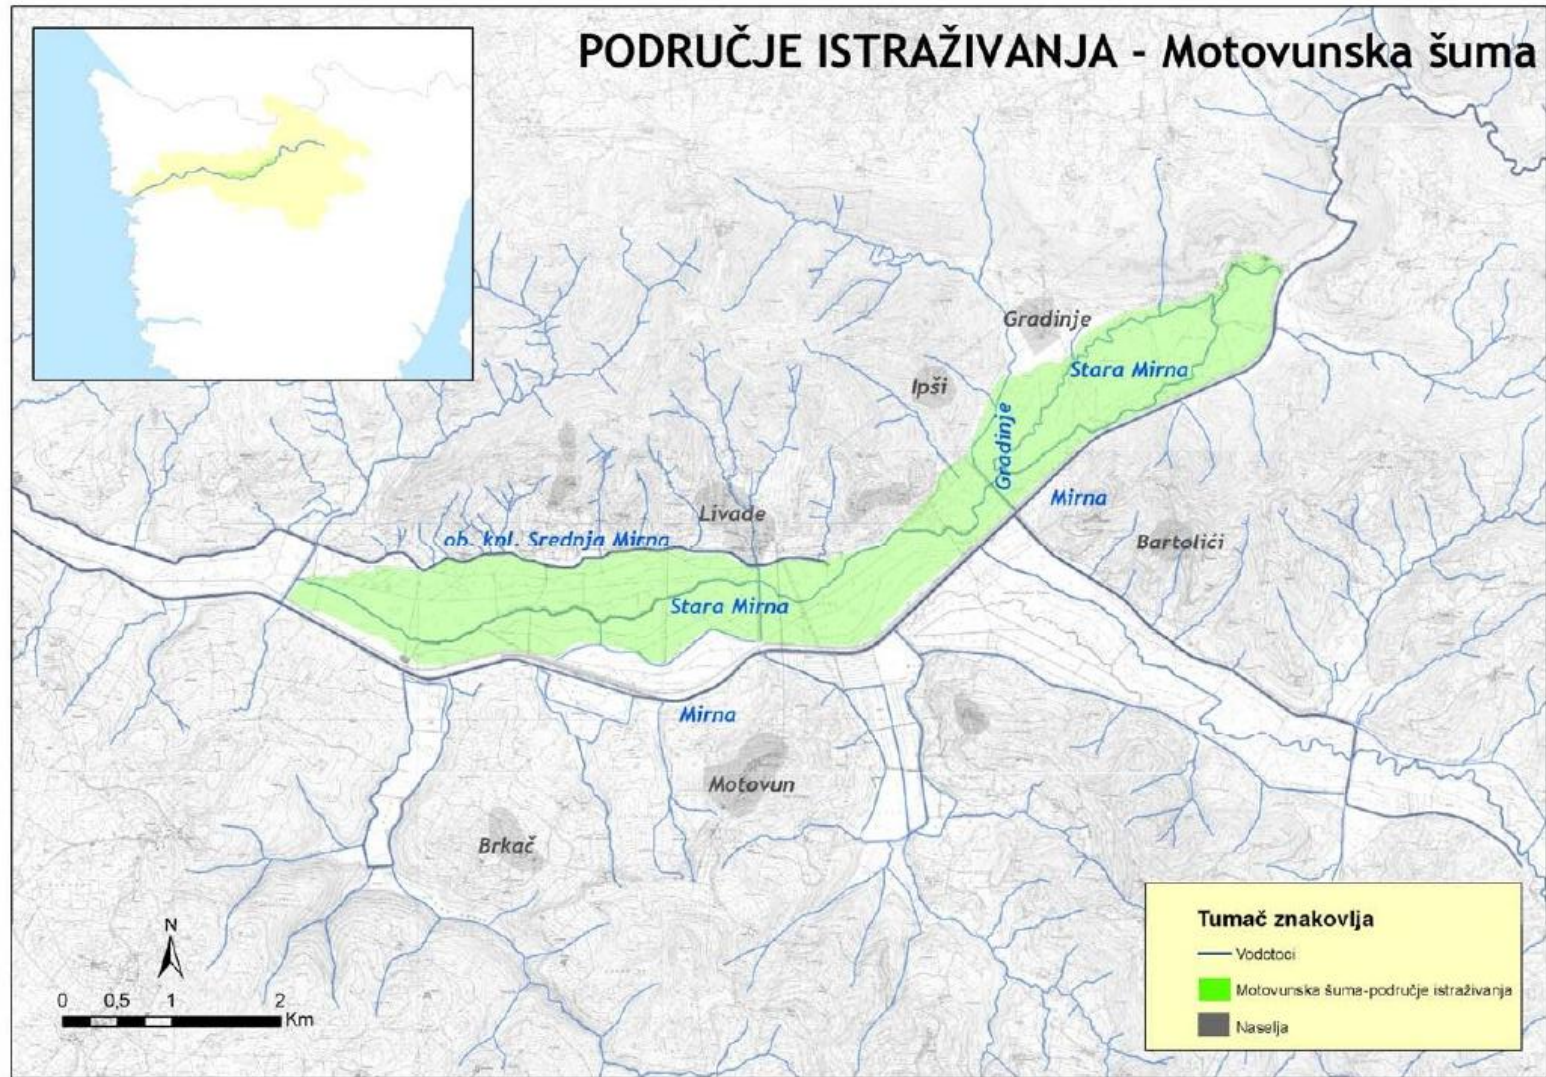 PODRUČJE ISTRAŽIVANJA - Motovunska šuma
Gradinje
Stara Mirna
Ipši
Gradinje
Mirna
Livade
ob. knl. Srednja Mirna
Bartolići
Stara Mirna
Mirna
Motovun
Brkač
N
0 0,5 1 2
Km
Tumač znakovlja
Vodotoci
Motovunska šuma-područje istraživanja
Naselja